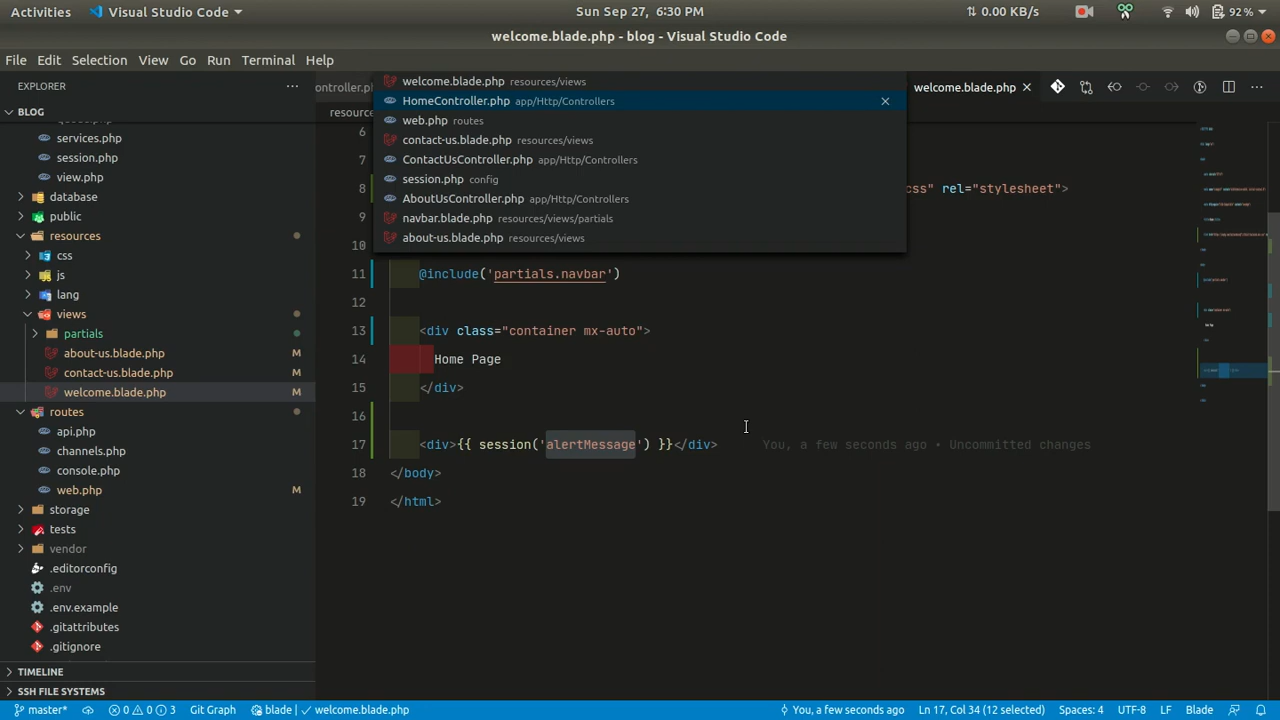 Activities
Visual Studio Code
Sun Sep 27, 6:30 PM
0.00 KB/s
92 %
welcome.blade.php - blog - Visual Studio Code
File Edit Selection View Go Run Terminal Help
EXPLORER
BLOG
services.php
session.php
view.php
database
public
resources
css
js
lang
views
partials
about-us.blade.php M
contact-us.blade.php M
welcome.blade.php M
routes
api.php
channels.php
console.php
web.php M
storage
tests
vendor
.editorconfig
.env
.env.example
.gitattributes
.gitignore
TIMELINE
SSH FILE SYSTEMS
welcome.blade.php
welcome.blade.php resources/views
HomeController.php app/Http/Controllers
web.php routes
contact-us.blade.php resources/views
ContactUsController.php app/Http/Controllers
session.php config
AboutUsController.php app/Http/Controllers
navbar.blade.php resources/views/partials
about-us.blade.php resources/views
6
7
8 css" rel="stylesheet">
9
10
11 @include('partials.navbar')
12
13 <div class="container mx-auto">
14 Home Page
15 </div>
16
17 <div>{{ session('alertMessage') }}</div> You, a few seconds ago • Uncommitted changes
18 </body>
19 </html>
master* 0 0 3 Git Graph blade | ✓ welcome.blade.php You, a few seconds ago Ln 17, Col 34 (12 selected) Spaces: 4 UTF-8 LF Blade